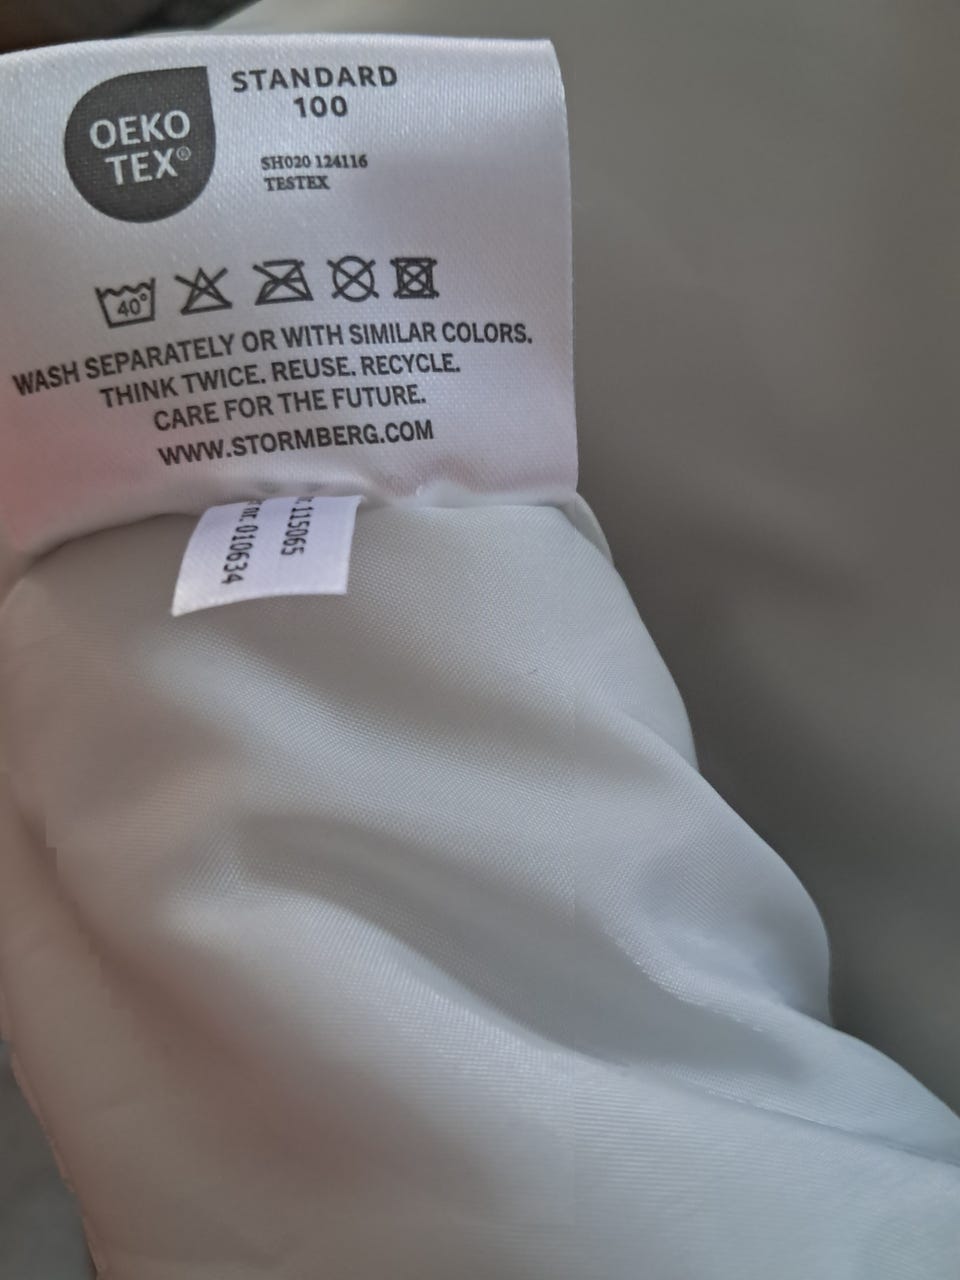 OEKO
TEX®
STANDARD
100
SH020 124116
TESTEX
40°
WASH SEPARATELY OR WITH SIMILAR COLORS.
THINK TWICE. REUSE. RECYCLE.
CARE FOR THE FUTURE.
WWW.STORMBERG.COM
115065
nr. 010634